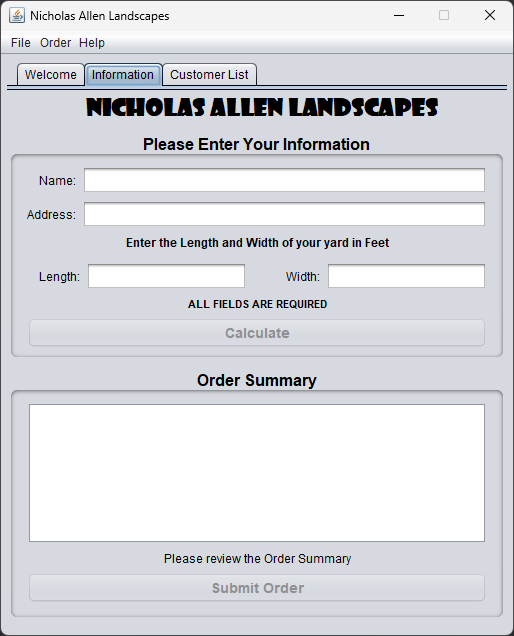 Nicholas Allen Landscapes
File Order Help
Welcome Information Customer List
NICHOLAS ALLEN LANDSCAPES
Please Enter Your Information
Name:
Address:
Enter the Length and Width of your yard in Feet
Length: Width:
ALL FIELDS ARE REQUIRED
Calculate
Order Summary
Please review the Order Summary
Submit Order